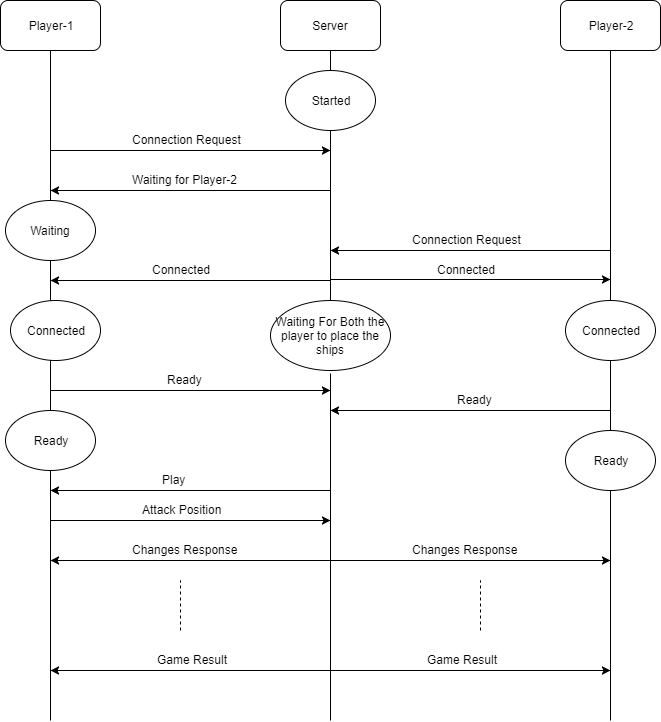 Player-1
Server
Player-2
Started
Connection Request
Waiting for Player-2
Waiting
Connection Request
Connected
Connected
Connected
Waiting For Both the
player to place the
ships
Connected
Ready
Ready
Ready
Ready
Play
Attack Position
Changes Response
Changes Response
Game Result
Game Result